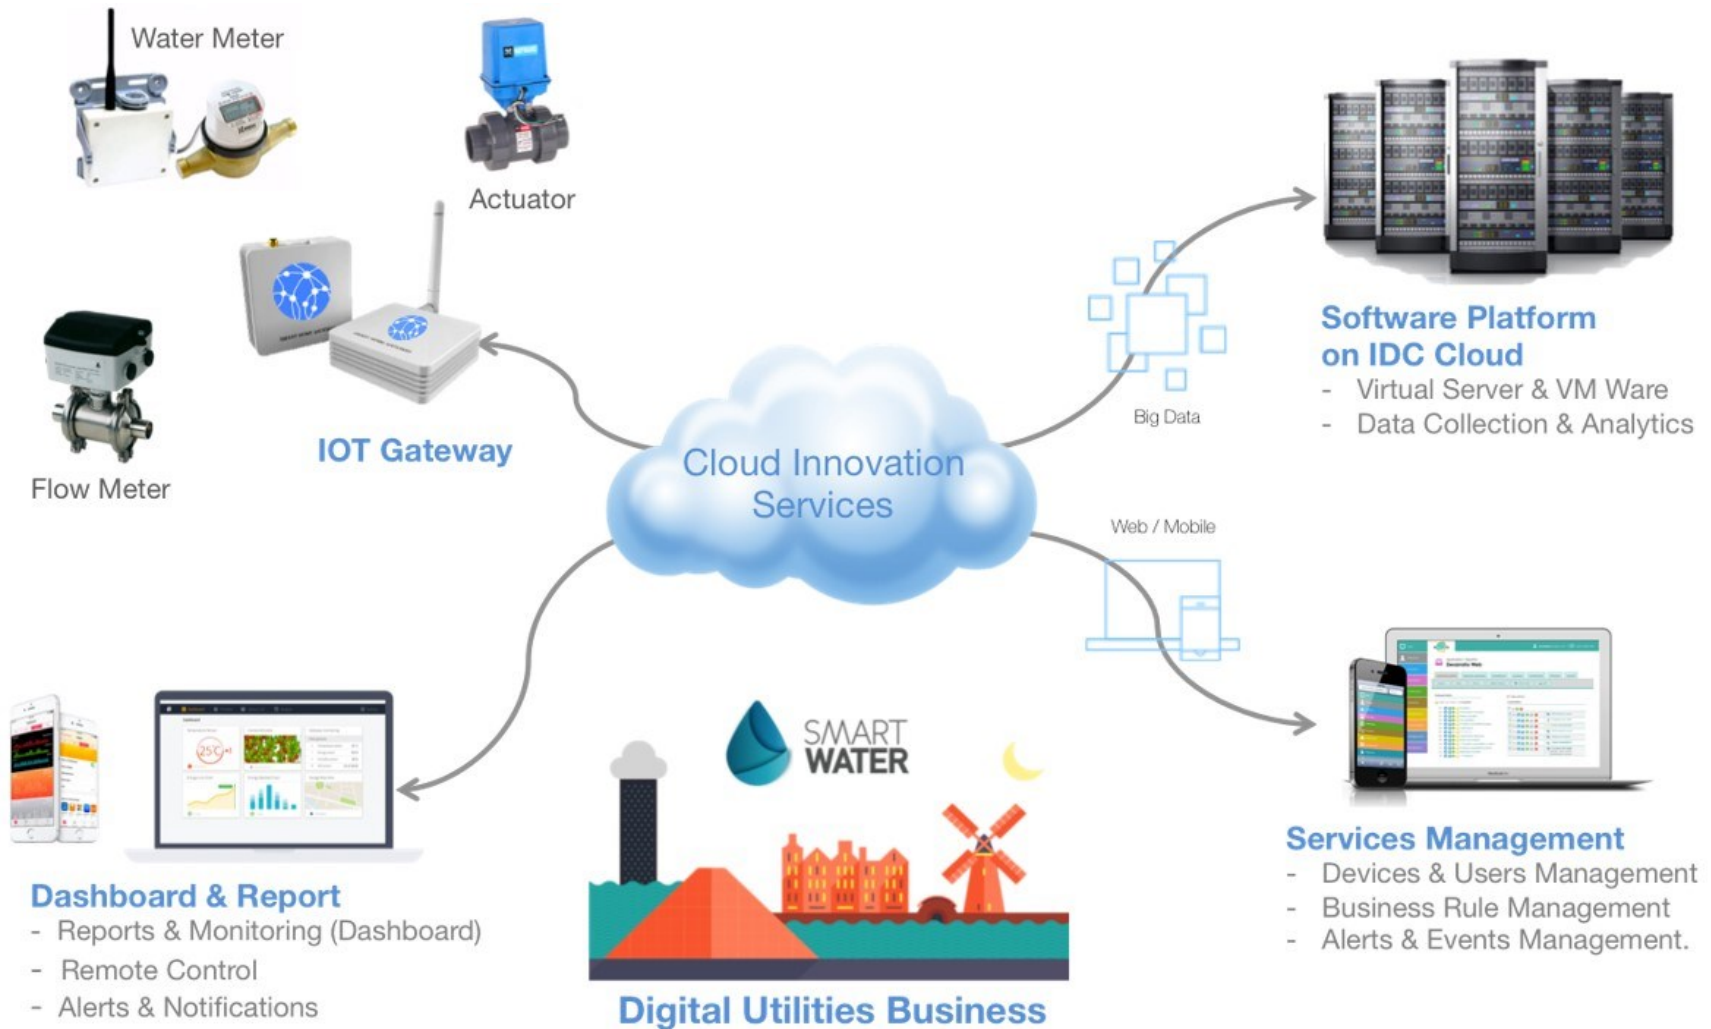 Water Meter
Actuator
IOT Gateway
Flow Meter
Cloud Innovation
Services
Big Data
Software Platform
on IDC Cloud
- Virtual Server & VM Ware
- Data Collection & Analytics
Web / Mobile
Services Management
- Devices & Users Management
- Business Rule Management
- Alerts & Events Management.
25°C
Dashboard & Report
- Reports & Monitoring (Dashboard)
- Remote Control
- Alerts & Notifications
SMART
WATER
Digital Utilities Business